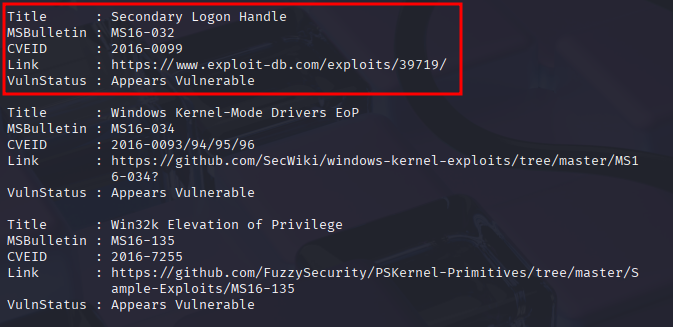 Title       : Secondary Logon Handle
MSBulletin  : MS16-032
CVEID       : 2016-0099
Link        : https://www.exploit-db.com/exploits/39719/
VulnStatus  : Appears Vulnerable
Title       : Windows Kernel-Mode Drivers EoP
MSBulletin  : MS16-034
CVEID       : 2016-0093/94/95/96
Link        : https://github.com/SecWiki/windows-kernel-exploits/tree/master/MS1
6-034?
VulnStatus  : Appears Vulnerable
Title       : Win32k Elevation of Privilege
MSBulletin  : MS16-135
CVEID       : 2016-7255
Link        : https://github.com/FuzzySecurity/PSKernel-Primitives/tree/master/S
ample-Exploits/MS16-135
VulnStatus  : Appears Vulnerable